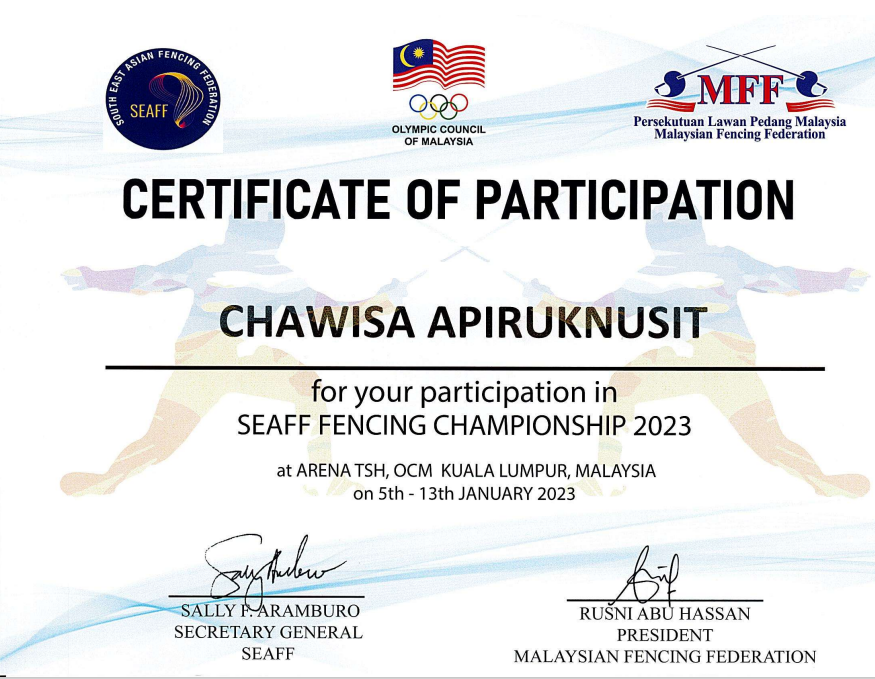 SOUTH EAST ASIAN FENCING FEDERATION
SEAFF
OLYMPIC COUNCIL
OF MALAYSIA
MFF
Persekutuan Lawan Pedang Malaysia
Malaysian Fencing Federation
CERTIFICATE OF PARTICIPATION
CHAWISA APIRUKNUSIT
for your participation in
SEAFF FENCING CHAMPIONSHIP 2023
at ARENA TSH, OCM KUALA LUMPUR, MALAYSIA
on 5th - 13th JANUARY 2023
SALLY F. ARAMBURO
SECRETARY GENERAL
SEAFF
RUSNI ABU HASSAN
PRESIDENT
MALAYSIAN FENCING FEDERATION